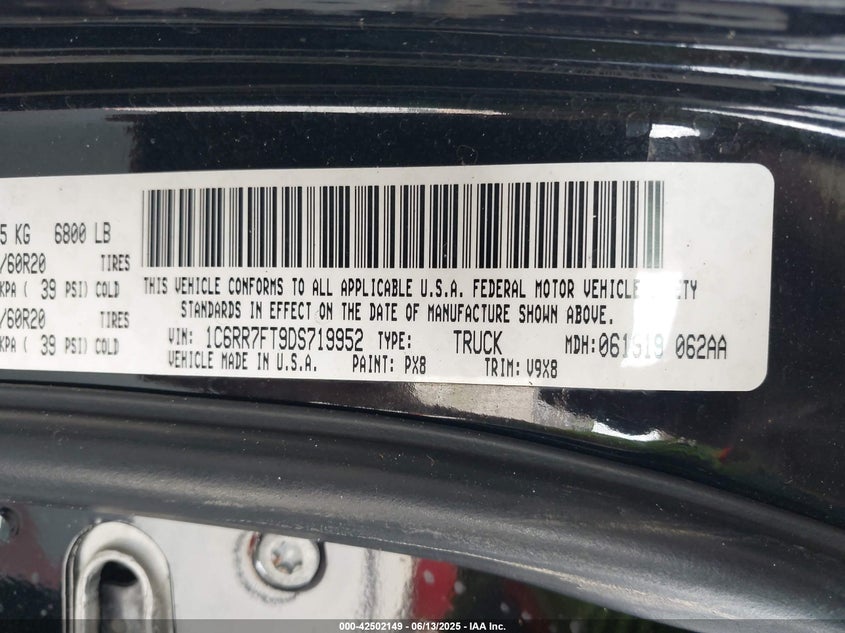 5 KG 6800 LB
/60R20 TIRES
KPA ( 39 PSI) COLD
/60R20 TIRES
KPA ( 39 PSI) COLD
THIS VEHICLE CONFORMS TO ALL APPLICABLE U.S.A. FEDERAL MOTOR VEHICLE
STANDARDS IN EFFECT ON THE DATE OF MANUFACTURE SHOWN ABOVE.
VIN: 1C6RR7FT9DS719952 TYPE: TRUCK MDH: 062AA
VEHICLE MADE IN U.S.A. PAINT: PX8 TRIM: V9X8
000-42502149 - 06/13/2025 - IAA Inc.